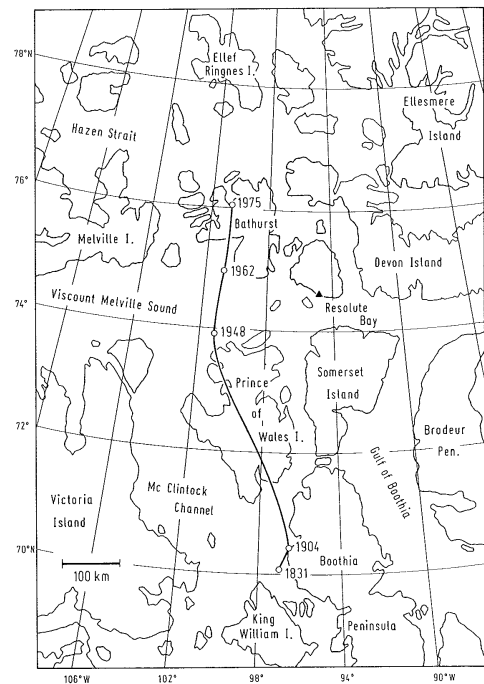 78°N
Ellef
Ringnes I.
Ellesmere
Island
Hazen Strait
76°
1975
Bathurst
Melville I.
Devon Island
1962
Viscount Melville Sound
74°
Resolute
Bay
1948
Prince
of
Wales I.
Somerset
Island
72°
Brodeur
Pen.
Gulf of Boothia
Mc Clintock
Channel
Victoria
Island
70°N
1904
Boothia
100 km
1831
King
William I.
Peninsula
106°W
102°
98°
94°
90°W